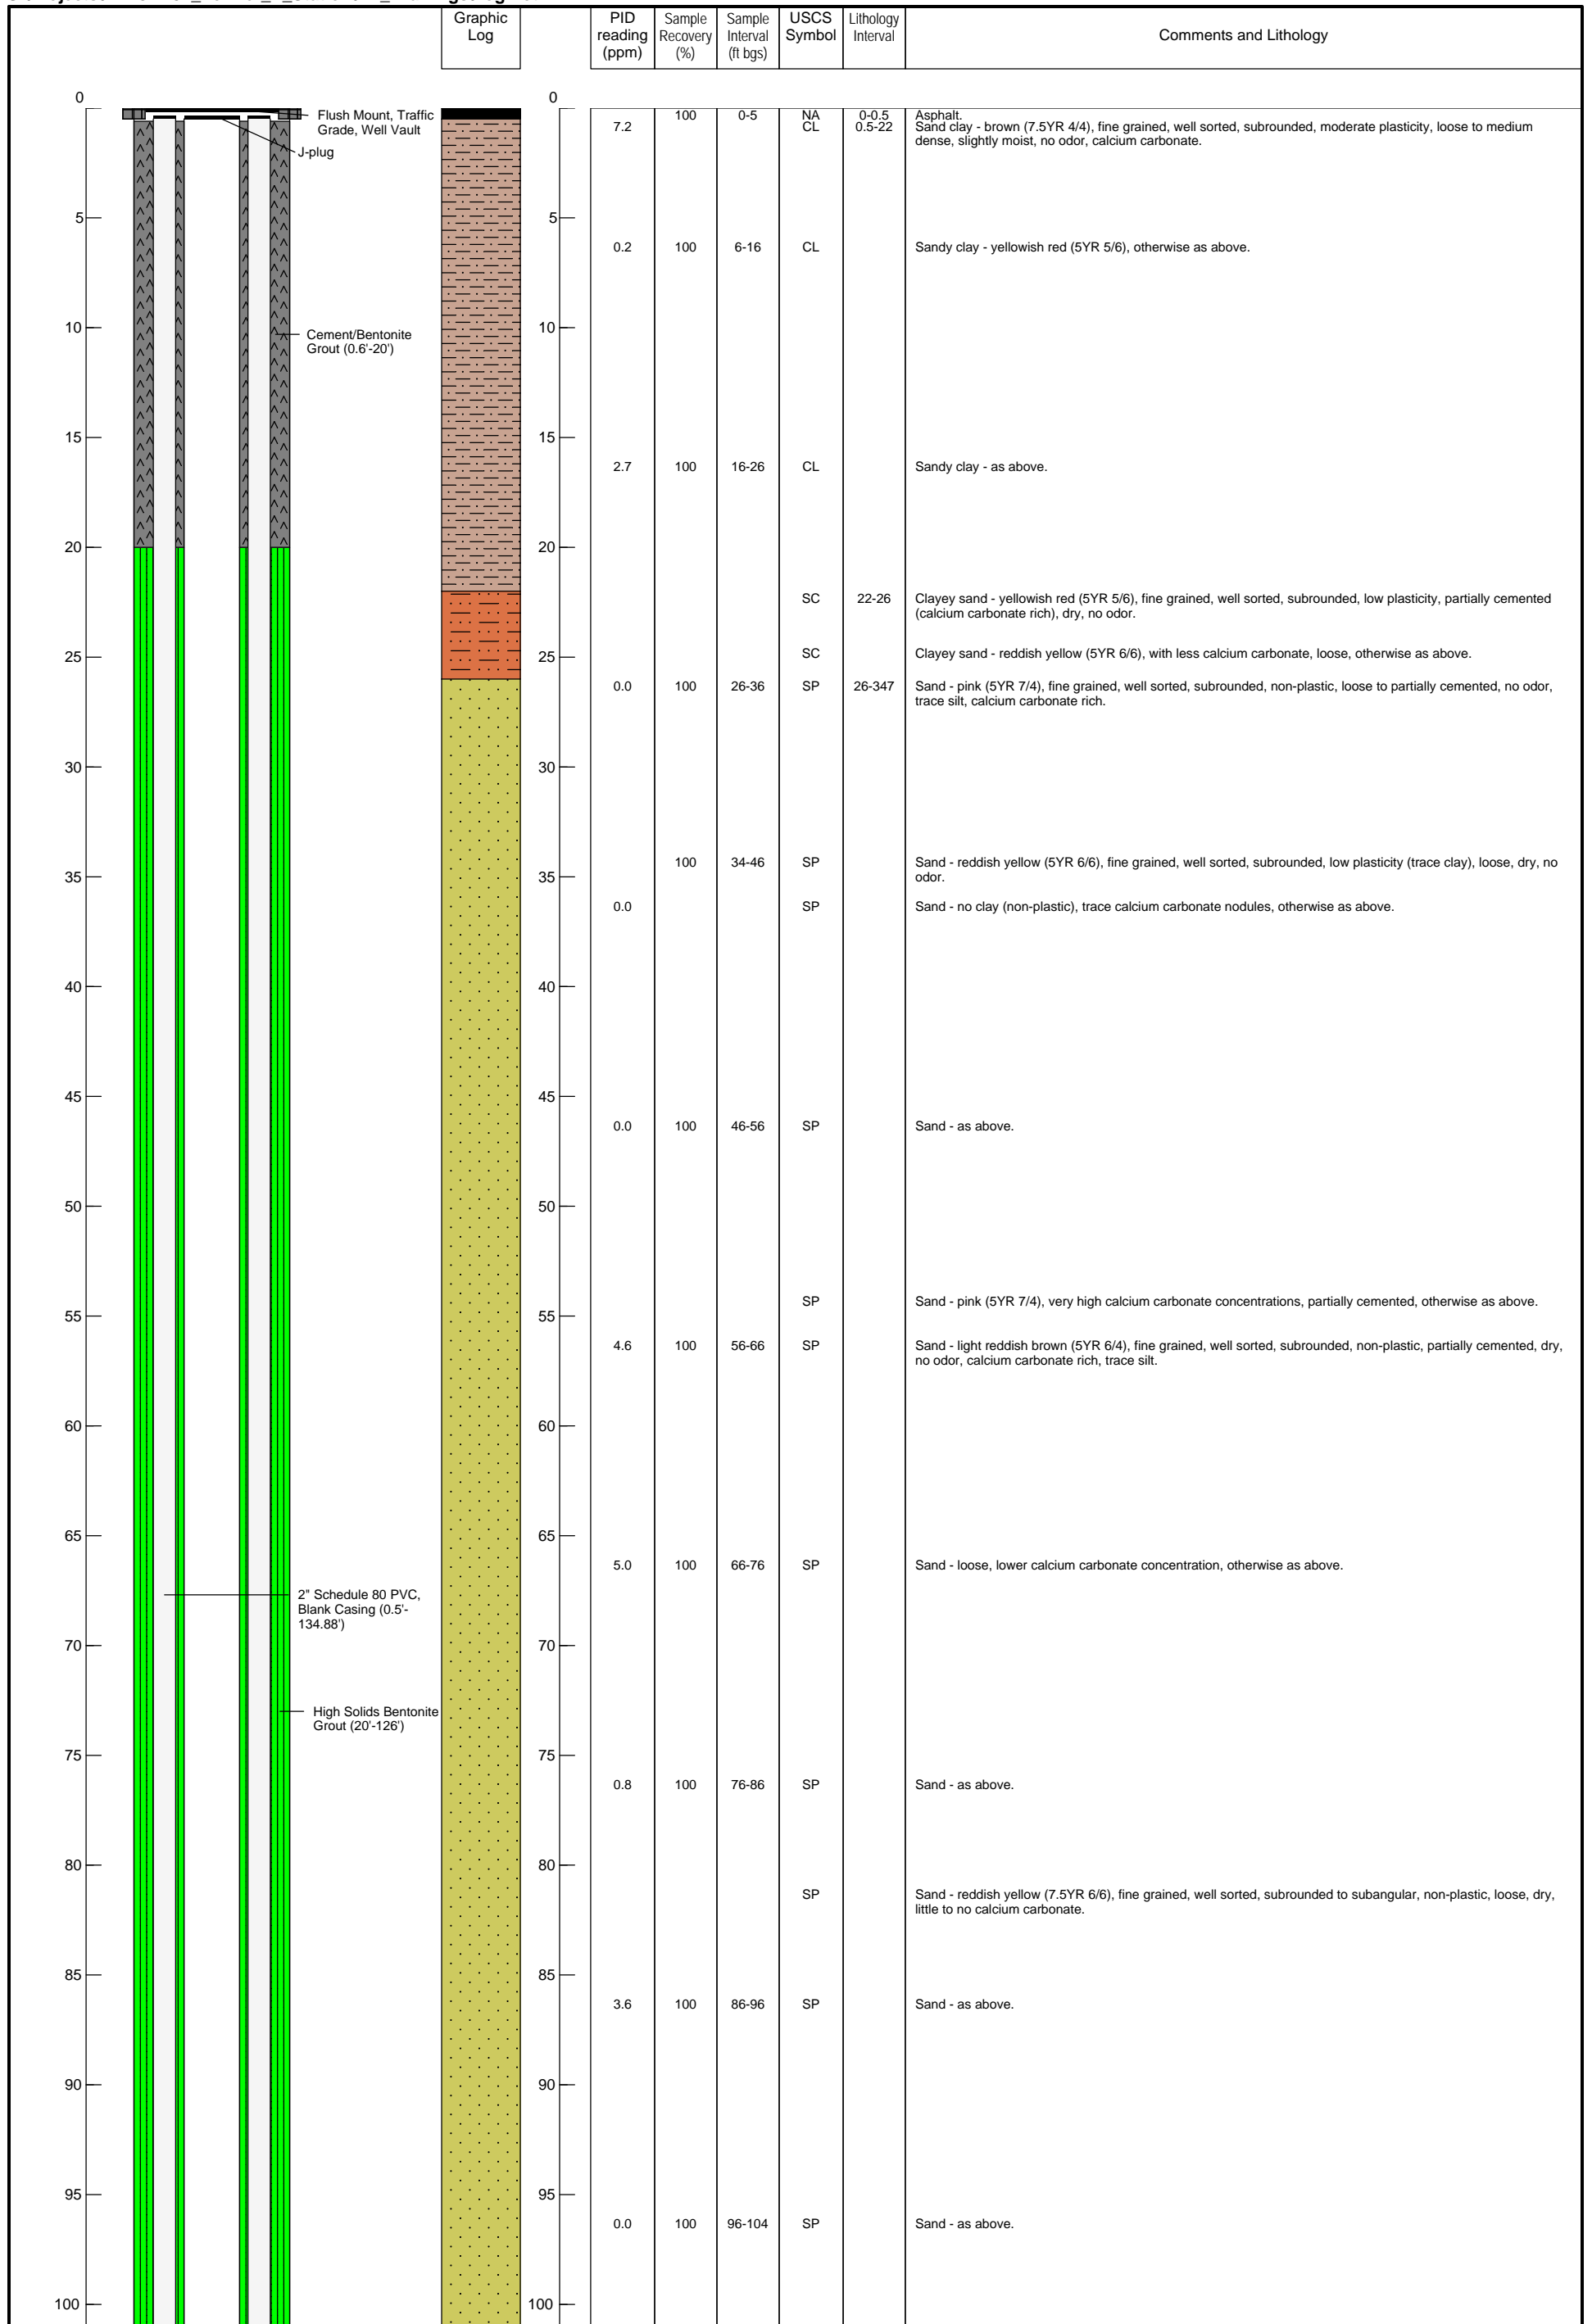 Graphic Log
PID reading (ppm)
Sample Recovery (%)
Sample Interval (ft bgs)
USCS Symbol
Lithology Interval
Comments and Lithology
0
0
Flush Mount, Traffic
Grade, Well Vault
J-plug
100 0-5 NA 0-0.5 Asphalt.
7.2 CL 0.5-22 Sand clay - brown (7.5YR 4/4), fine grained, well sorted, subrounded, moderate plasticity, loose to medium
dense, slightly moist, no odor, calcium carbonate.
5
5
0.2 100 6-16 CL Sandy clay - yellowish red (5YR 5/6), otherwise as above.
10
10
Cement/Bentonite
Grout (0.6'-20')
15
15
2.7 100 16-26 CL Sandy clay - as above.
20
20
SC 22-26 Clayey sand - yellowish red (5YR 5/6), fine grained, well sorted, subrounded, low plasticity, partially cemented
(calcium carbonate rich), dry, no odor.
25
25
SC Clayey sand - reddish yellow (5YR 6/6), with less calcium carbonate, loose, otherwise as above.
0.0 100 26-36 SP 26-347 Sand - pink (5YR 7/4), fine grained, well sorted, subrounded, non-plastic, loose to partially cemented, no odor,
trace silt, calcium carbonate rich.
30
30
100 34-46 SP Sand - reddish yellow (5YR 6/6), fine grained, well sorted, subrounded, low plasticity (trace clay), loose, dry, no
odor.
35
35
0.0 SP Sand - no clay (non-plastic), trace calcium carbonate nodules, otherwise as above.
40
40
45
45
0.0 100 46-56 SP Sand - as above.
50
50
SP Sand - pink (5YR 7/4), very high calcium carbonate concentrations, partially cemented, otherwise as above.
55
55
4.6 100 56-66 SP Sand - light reddish brown (5YR 6/4), fine grained, well sorted, subrounded, non-plastic, partially cemented, dry,
no odor, calcium carbonate rich, trace silt.
60
60
65
65
5.0 100 66-76 SP Sand - loose, lower calcium carbonate concentration, otherwise as above.
2" Schedule 80 PVC,
Blank Casing (0.5'-
134.88')
70
70
High Solids Bentonite
Grout (20'-126')
75
75
0.8 100 76-86 SP Sand - as above.
80
80
SP Sand - reddish yellow (7.5YR 6/6), fine grained, well sorted, subrounded to subangular, non-plastic, loose, dry,
little to no calcium carbonate.
85
85
3.6 100 86-96 SP Sand - as above.
90
90
95
95
0.0 100 96-104 SP Sand - as above.
100
100